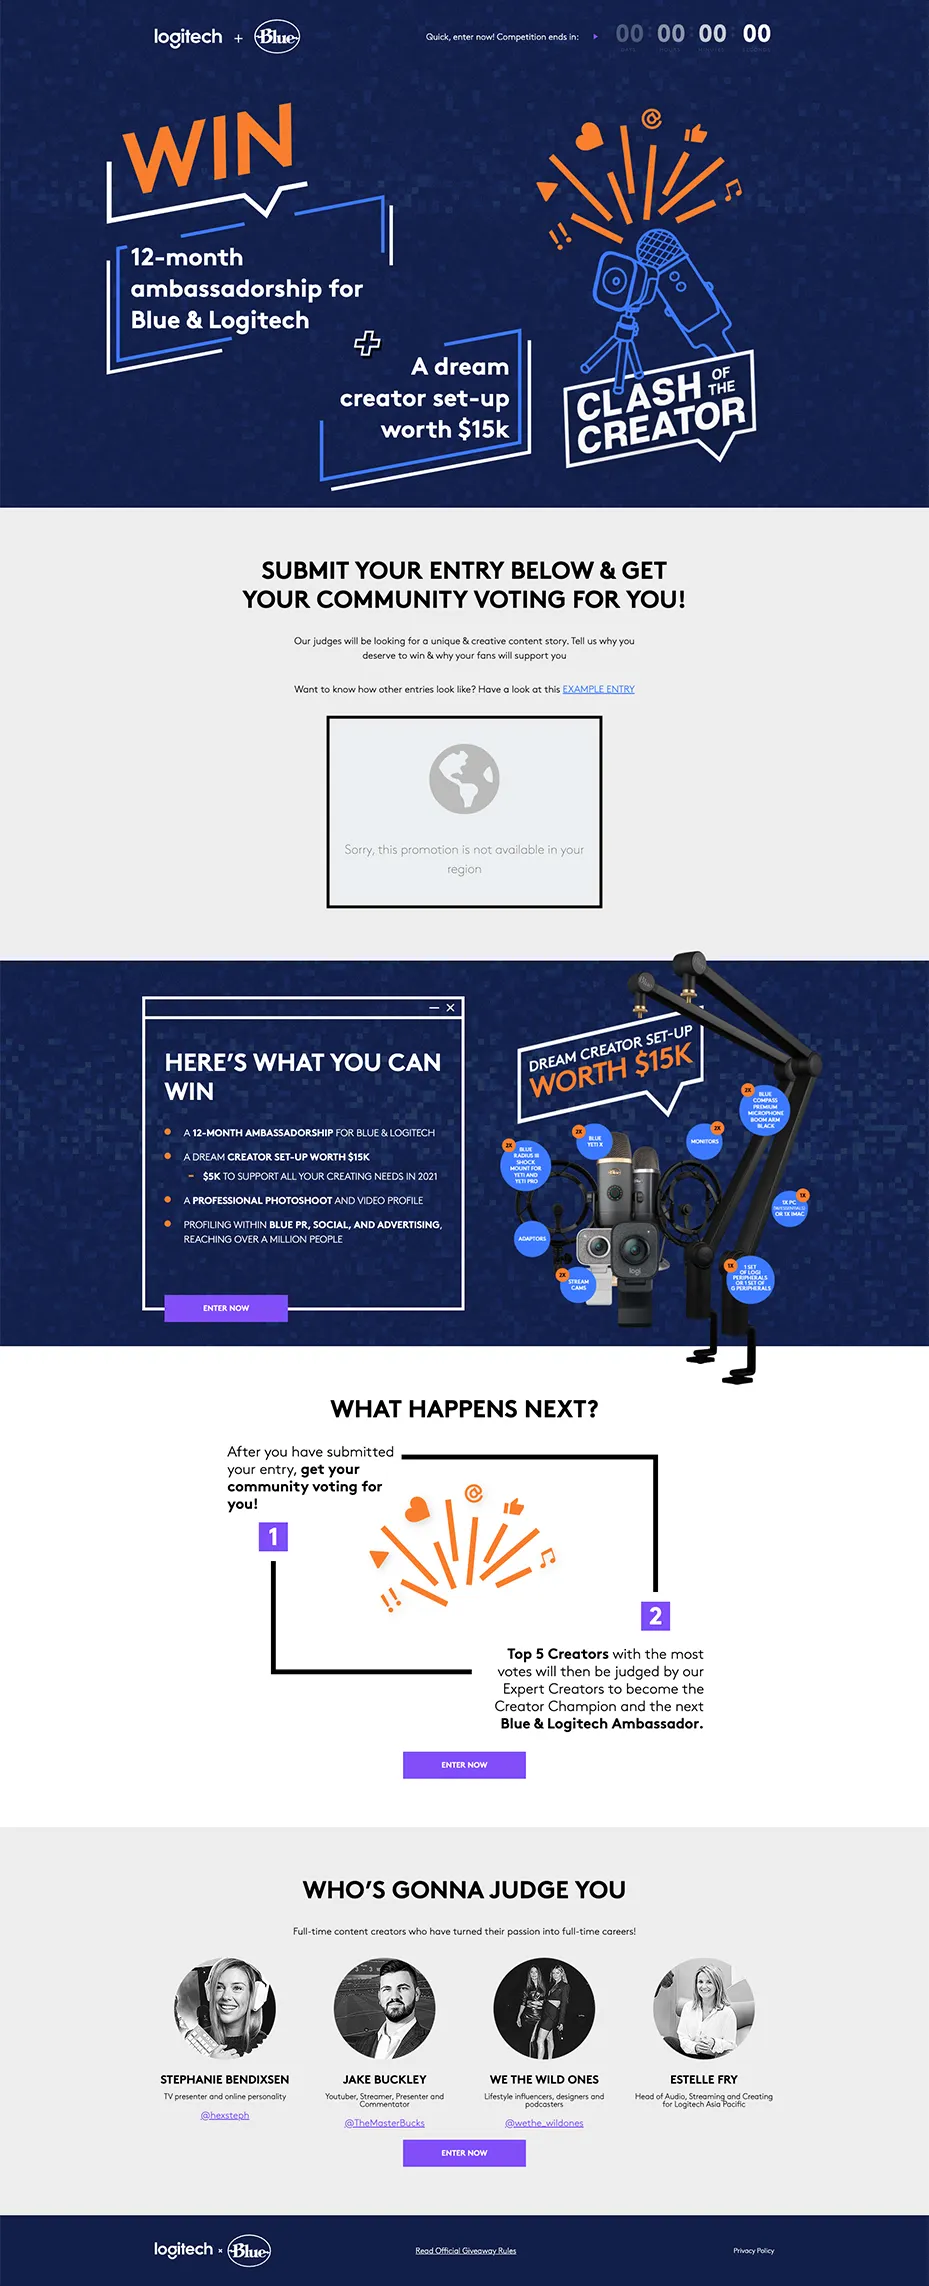 logitech + Blue
Quick, enter now! Competition ends in:
00 : 00 : 00 : 00
DAYS HOURS MINUTES SECONDS
WIN
12-month
ambassadorship for
Blue & Logitech
A dream
creator set-up
worth $15k
CLASH OF THE
CREATOR
SUBMIT YOUR ENTRY BELOW & GET
YOUR COMMUNITY VOTING FOR YOU!
Our judges will be looking for a unique & creative content story. Tell us why you
deserve to win & why your fans will support you
Want to know how other entries look like? Have a look at this EXAMPLE ENTRY
Sorry, this promotion is not available in your
region
HERE'S WHAT YOU CAN
WIN
A 12-MONTH AMBASSADORSHIP FOR BLUE & LOGITECH
A DREAM CREATOR SET-UP WORTH $15K
– $5K TO SUPPORT ALL YOUR CREATING NEEDS IN 2021
A PROFESSIONAL PHOTOSHOOT AND VIDEO PROFILE
PROFILING WITHIN BLUE PR, SOCIAL, AND ADVERTISING,
REACHING OVER A MILLION PEOPLE
ENTER NOW
DREAM CREATOR SET-UP
WORTH $15K
2X
BLUE
COMPASS
PREMIUM
MICROPHONE
BOOM ARM
BLACK
2X
BLUE
YETI X
2X
MONITORS
2X
BLUE
RADIUS III
SHOCK
MOUNT FOR
YETI AND
YETI PRO
1X
1X PC
OR 1X IMAC
ADAPTORS
2X
STREAM
CAMS
1X
1 SET
OF LOGI
PERIPHERALS
OR 1 SET OF
G PERIPHERALS
Blue
logi
WHAT HAPPENS NEXT?
After you have submitted
your entry, get your
community voting for
you!
1
2
Top 5 Creators with the most
votes will then be judged by our
Expert Creators to become the
Creator Champion and the next
Blue & Logitech Ambassador.
ENTER NOW
WHO'S GONNA JUDGE YOU
Full-time content creators who have turned their passion into full-time careers!
STEPHANIE BENDIXSEN
TV presenter and online personality
@hexsteph
JAKE BUCKLEY
Youtuber, Streamer, Presenter and
Commentator
@TheMasterBucks
WE THE WILD ONES
Lifestyle influencers, designers and
podcasters
@wethe_wildones
ESTELLE FRY
Head of Audio, Streaming and Creating
for Logitech Asia Pacific
ENTER NOW
logitech × Blue
Read Official Giveaway Rules
Privacy Policy